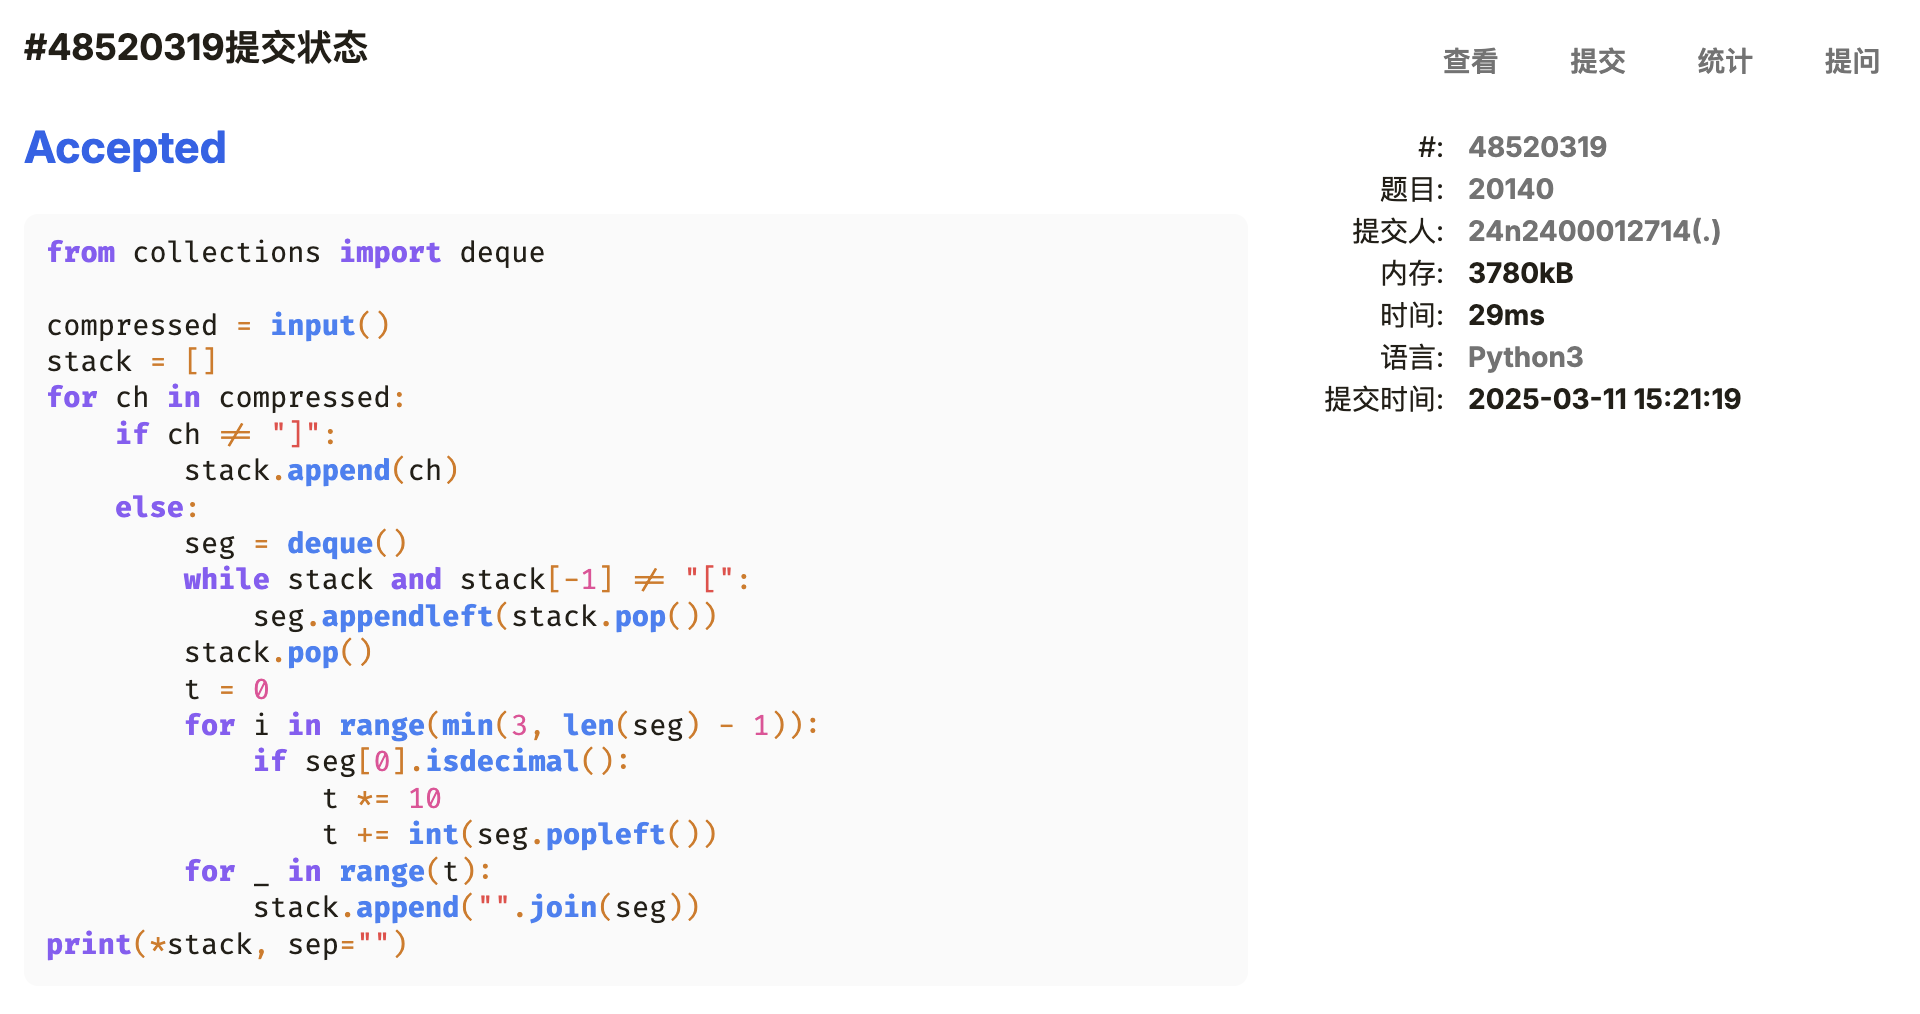 #48520319提交状态
查看 提交 统计 提问
Accepted
from collections import deque

compressed = input()
stack = []
for ch in compressed:
    if ch != "]":
        stack.append(ch)
    else:
        seg = deque()
        while stack and stack[-1] != "[":
            seg.appendleft(stack.pop())
        stack.pop()
        t = 0
        for i in range(min(3, len(seg) - 1)):
            if seg[0].isdecimal():
                t *= 10
                t += int(seg.popleft())
        for _ in range(t):
            stack.append("".join(seg))
print(*stack, sep="")
#: 48520319
题目: 20140
提交人: 24n2400012714(.)
内存: 3780kB
时间: 29ms
语言: Python3
提交时间: 2025-03-11 15:21:19